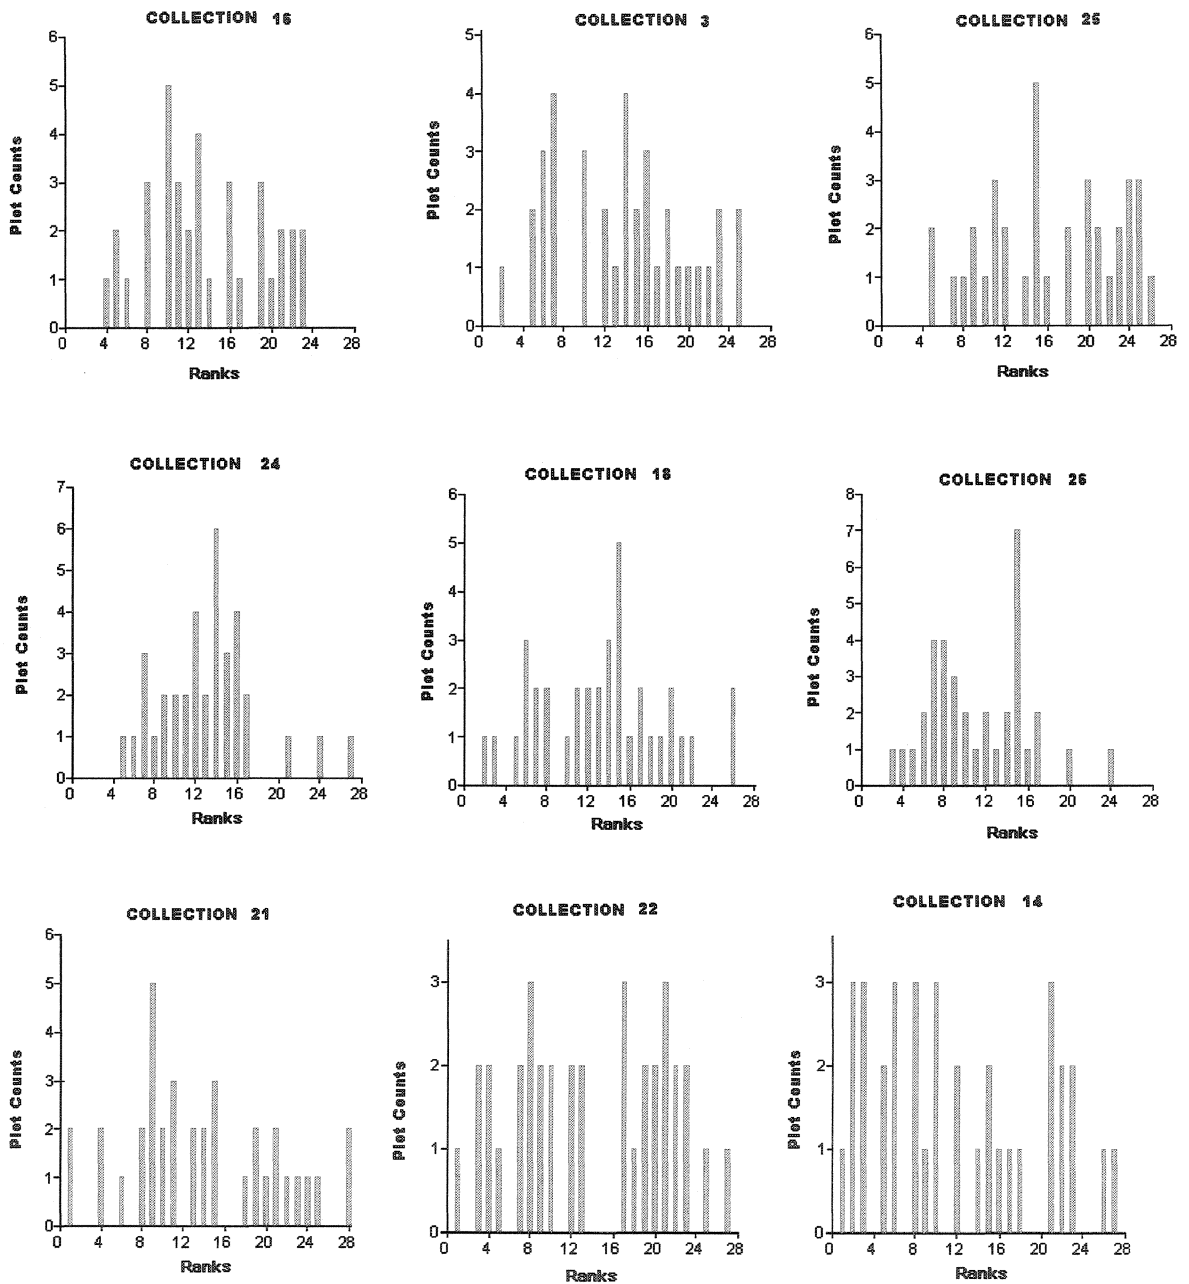 COLLECTION 16
6
5
4
3
2
1
0
Plot Counts
0 4 8 12 16 20 24 28
Ranks
COLLECTION 3
5
4
3
2
1
0
Plot Counts
0 4 8 12 16 20 24 28
Ranks
COLLECTION 25
6
5
4
3
2
1
0
Plot Counts
0 4 8 12 16 20 24 28
Ranks
COLLECTION 24
7
6
5
4
3
2
1
0
Plot Counts
0 4 8 12 16 20 24 28
Ranks
COLLECTION 18
6
5
4
3
2
1
0
Plot Counts
0 4 8 12 16 20 24 28
Ranks
COLLECTION 26
8
7
6
5
4
3
2
1
0
Plot Counts
0 4 8 12 16 20 24 28
Ranks
COLLECTION 21
6
5
4
3
2
1
0
Plot Counts
0 4 8 12 16 20 24 28
Ranks
COLLECTION 22
3
2
1
0
Plot Counts
0 4 8 12 16 20 24 28
Ranks
COLLECTION 14
3
2
1
0
Plot Counts
0 4 8 12 16 20 24 28
Ranks